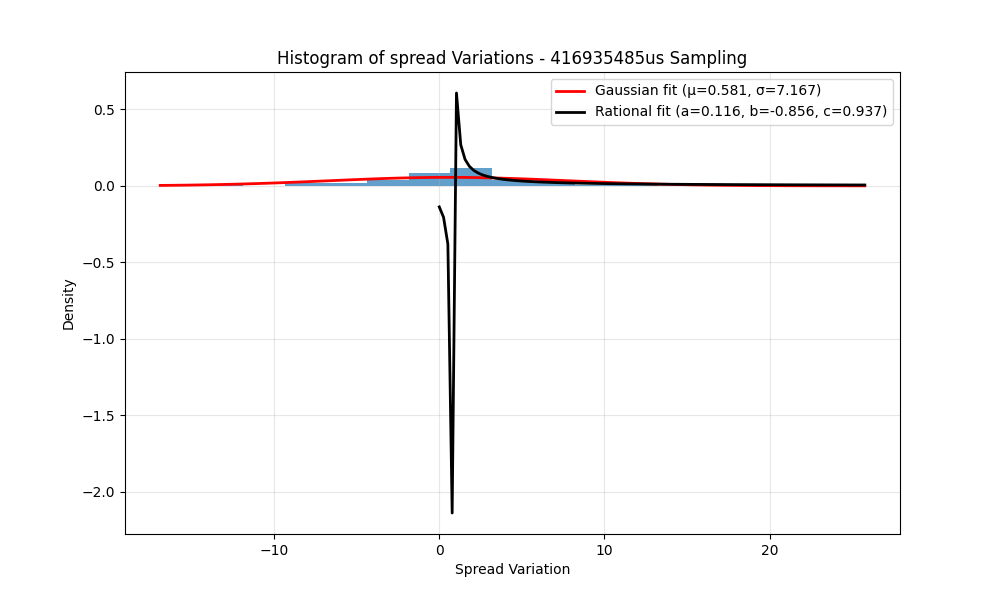 Histogram of spread Variations - 416935485us Sampling
Gaussian fit (μ=0.581, σ=7.167)
Rational fit (a=0.116, b=-0.856, c=0.937)
0.5
0.0
−0.5
−1.0
−1.5
−2.0
Density
−10
0
10
20
Spread Variation